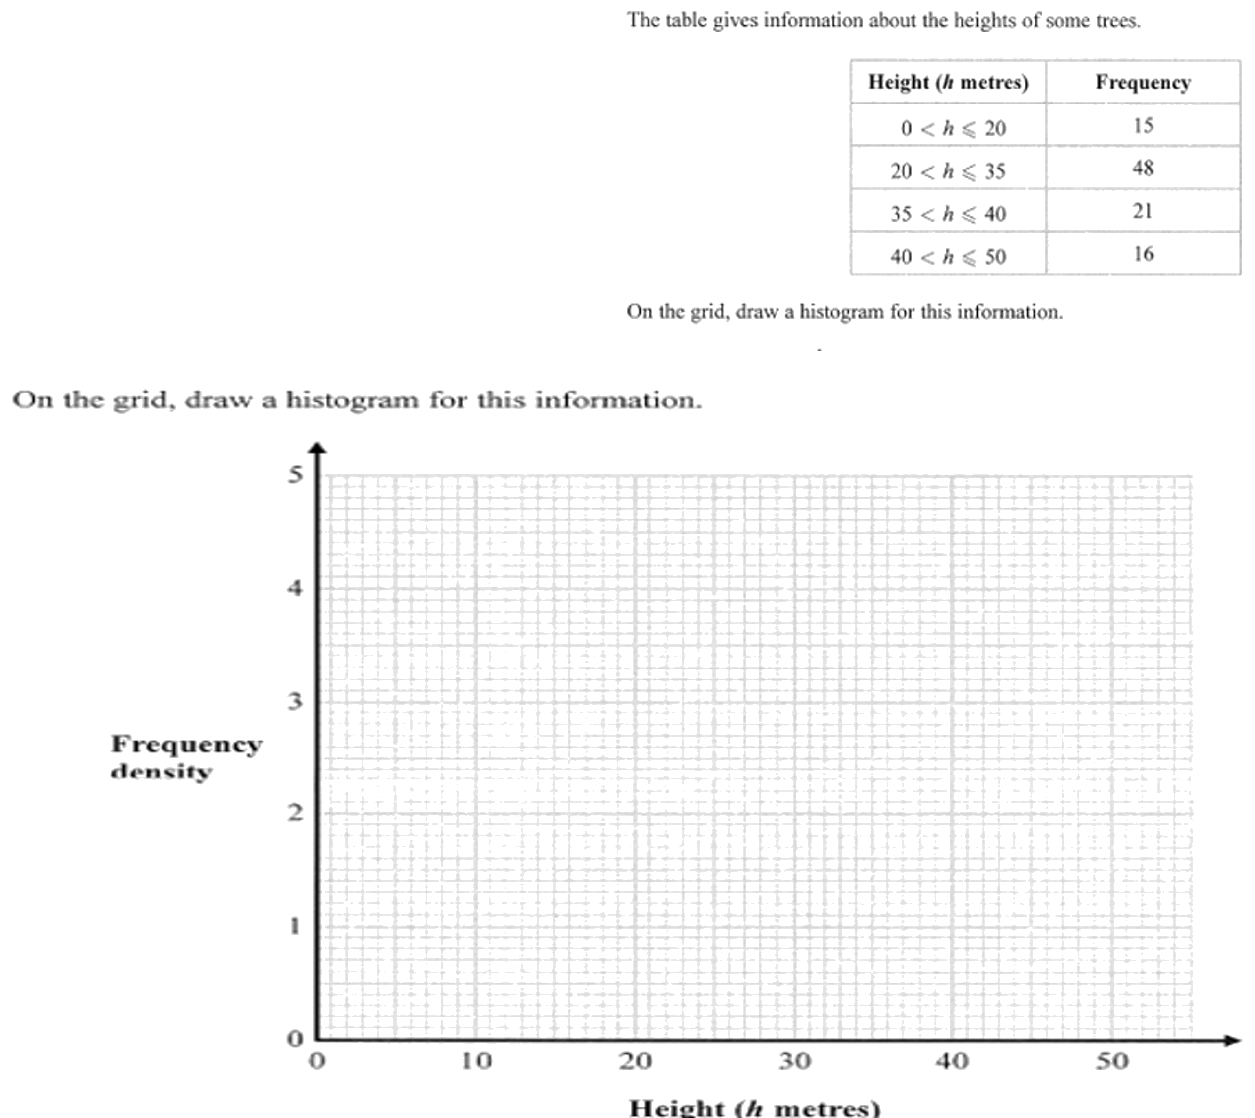 The table gives information about the heights of some trees.
Height (h metres) Frequency
0 < h ⩽ 20 15
20 < h ⩽ 35 48
35 < h ⩽ 40 21
40 < h ⩽ 50 16
On the grid, draw a histogram for this information.
On the grid, draw a histogram for this information.
5
4
3
Frequency
density
2
1
0
0 10 20 30 40 50
Height (h metres)